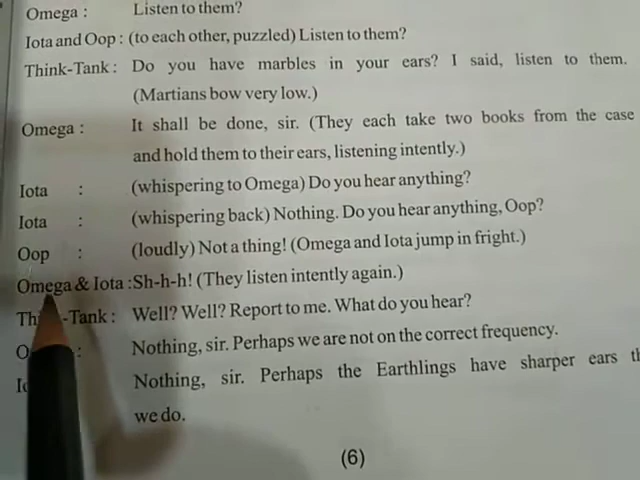 Omega : Listen to them?
Iota and Oop : (to each other, puzzled) Listen to them?
Think-Tank : Do you have marbles in your ears? I said, listen to them.
(Martians bow very low.)
Omega : It shall be done, sir. (They each take two books from the case
and hold them to their ears, listening intently.)
Iota : (whispering to Omega) Do you hear anything?
Iota : (whispering back) Nothing. Do you hear anything, Oop?
Oop : (loudly) Not a thing! (Omega and Iota jump in fright.)
Omega & Iota : Sh-h-h! (They listen intently again.)
-Tank : Well? Well? Report to me. What do you hear?
: Nothing, sir. Perhaps we are not on the correct frequency.
Nothing, sir. Perhaps the Earthlings have sharper ears
we do.
(6)